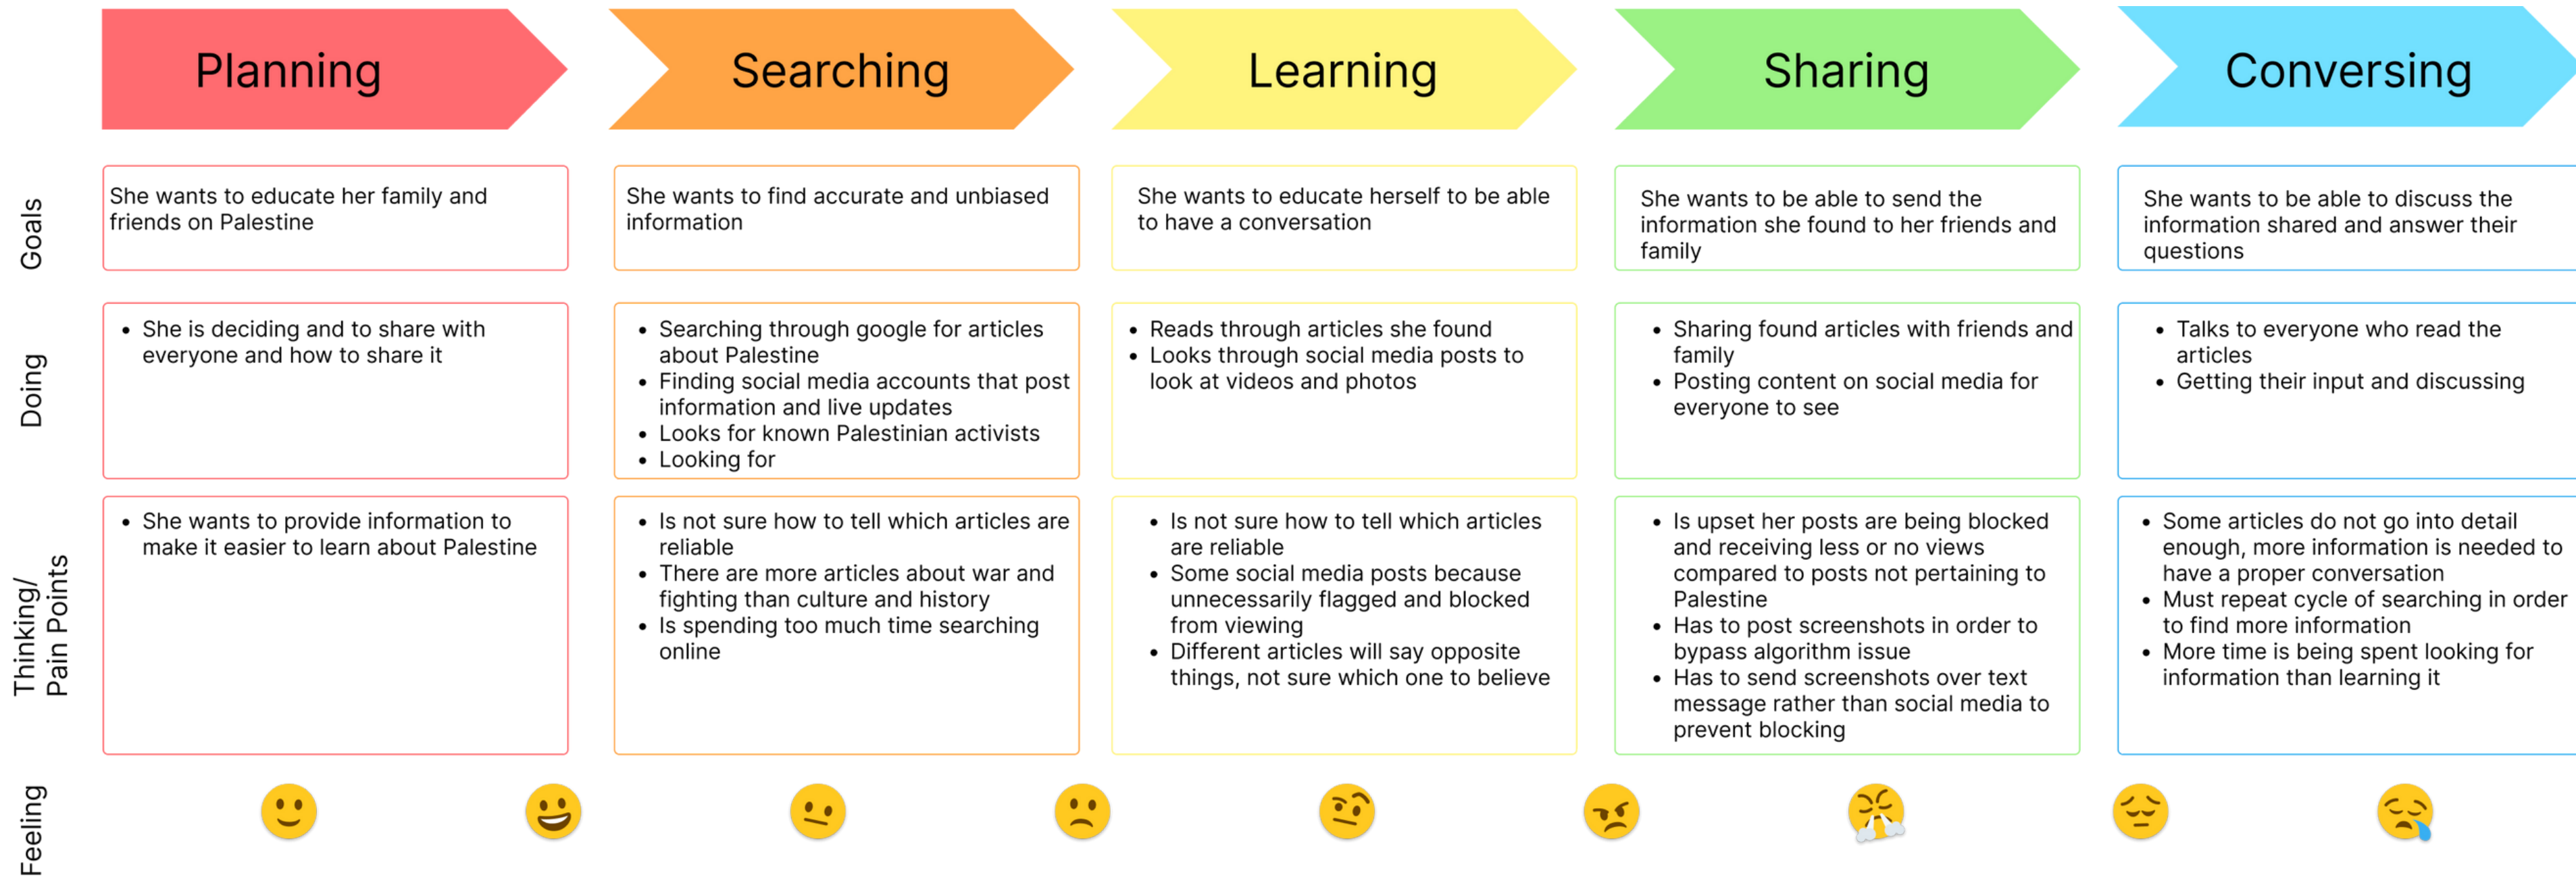 Planning
Searching
Learning
Sharing
Conversing
Goals
She wants to educate her family and
friends on Palestine
She wants to find accurate and unbiased
information
She wants to educate herself to be able
to have a conversation
She wants to be able to send the
information she found to her friends and
family
She wants to be able to discuss the
information shared and answer their
questions
Doing
• She is deciding and to share with
everyone and how to share it
• Searching through google for articles
about Palestine
• Finding social media accounts that post
information and live updates
• Looks for known Palestinian activists
• Looking for
• Reads through articles she found
• Looks through social media posts to
look at videos and photos
• Sharing found articles with friends and
family
• Posting content on social media for
everyone to see
• Talks to everyone who read the
articles
• Getting their input and discussing
Thinking/
Pain Points
• She wants to provide information to
make it easier to learn about Palestine
• Is not sure how to tell which articles are
reliable
• There are more articles about war and
fighting than culture and history
• Is spending too much time searching
online
• Is not sure how to tell which articles
are reliable
• Some social media posts because
unnecessarily flagged and blocked
from viewing
• Different articles will say opposite
things, not sure which one to believe
• Is upset her posts are being blocked
and receiving less or no views
compared to posts not pertaining to
Palestine
• Has to post screenshots in order to
bypass algorithm issue
• Has to send screenshots over text
message rather than social media to
prevent blocking
• Some articles do not go into detail
enough, more information is needed to
have a proper conversation
• Must repeat cycle of searching in order
to find more information
• More time is being spent looking for
information than learning it
Feeling